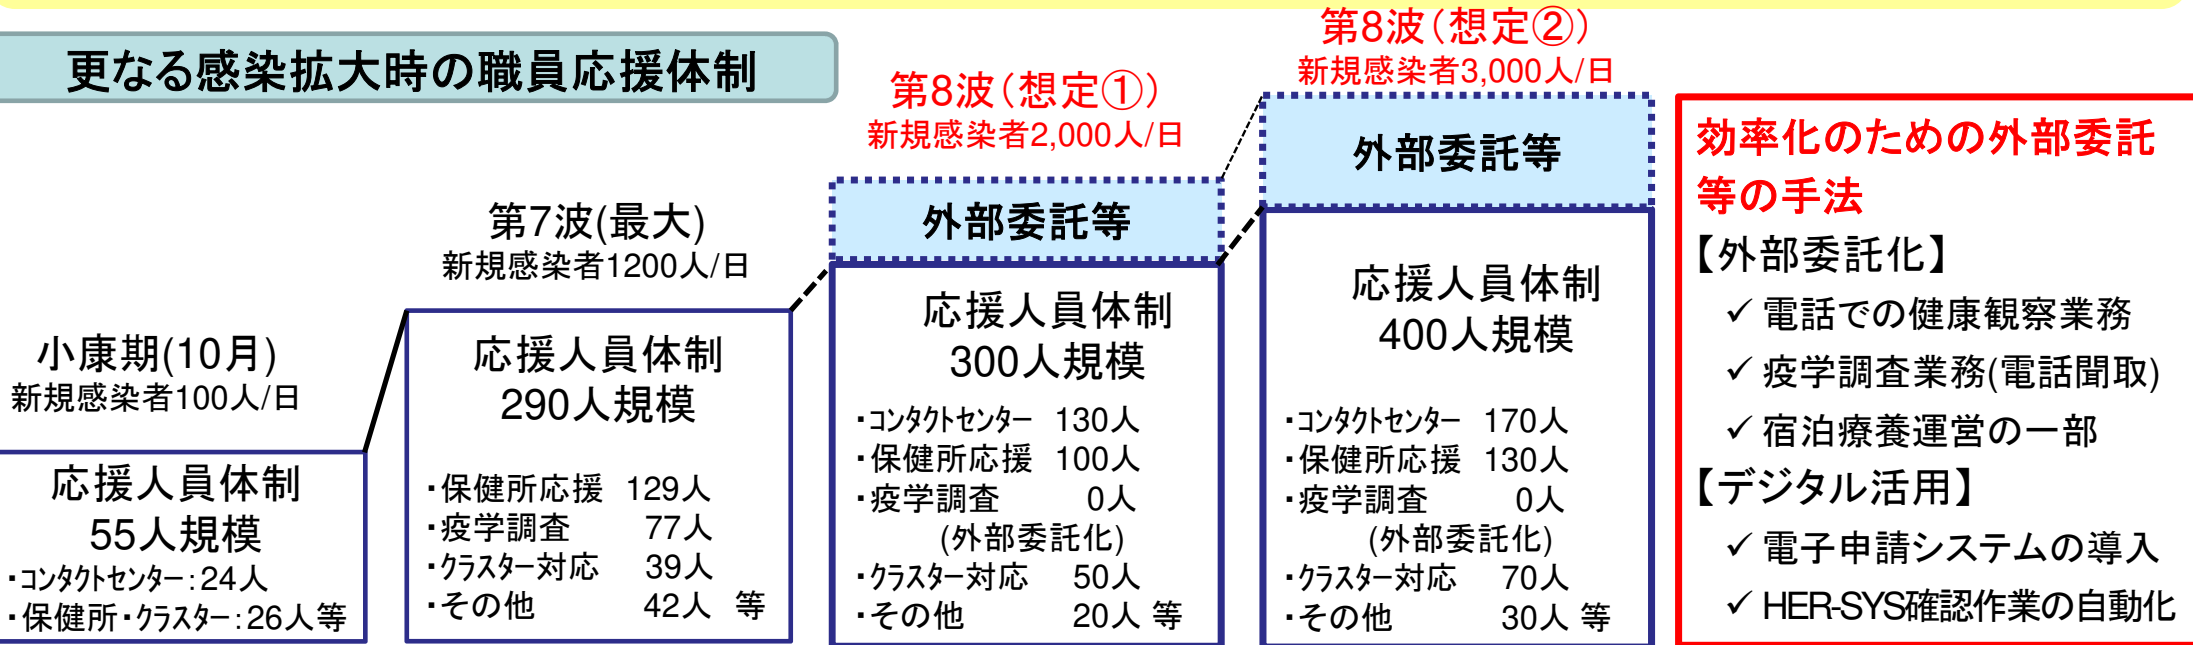 更なる感染拡大時の職員応援体制
小康期(10月)
新規感染者100人/日
応援人員体制
55人規模
・ｺﾝﾀｸﾄｾﾝﾀｰ:24人
・保健所・ｸﾗｽﾀｰ:26人等
第7波(最大)
新規感染者1200人/日
応援人員体制
290人規模
・保健所応援 129人
・疫学調査 77人
・ｸﾗｽﾀｰ対応 39人
・その他 42人 等
第8波(想定①)
新規感染者2,000人/日
外部委託等
応援人員体制
300人規模
・ｺﾝﾀｸﾄｾﾝﾀｰ 130人
・保健所応援 100人
・疫学調査 0人
(外部委託化)
・ｸﾗｽﾀｰ対応 50人
・その他 20人 等
第8波(想定②)
新規感染者3,000人/日
外部委託等
応援人員体制
400人規模
・ｺﾝﾀｸﾄｾﾝﾀｰ 170人
・保健所応援 130人
・疫学調査 0人
(外部委託化)
・ｸﾗｽﾀｰ対応 70人
・その他 30人 等
効率化のための外部委託
等の手法
【外部委託化】
✓ 電話での健康観察業務
✓ 疫学調査業務(電話聞取)
✓ 宿泊療養運営の一部
【デジタル活用】
✓ 電子申請システムの導入
✓ HER-SYS確認作業の自動化